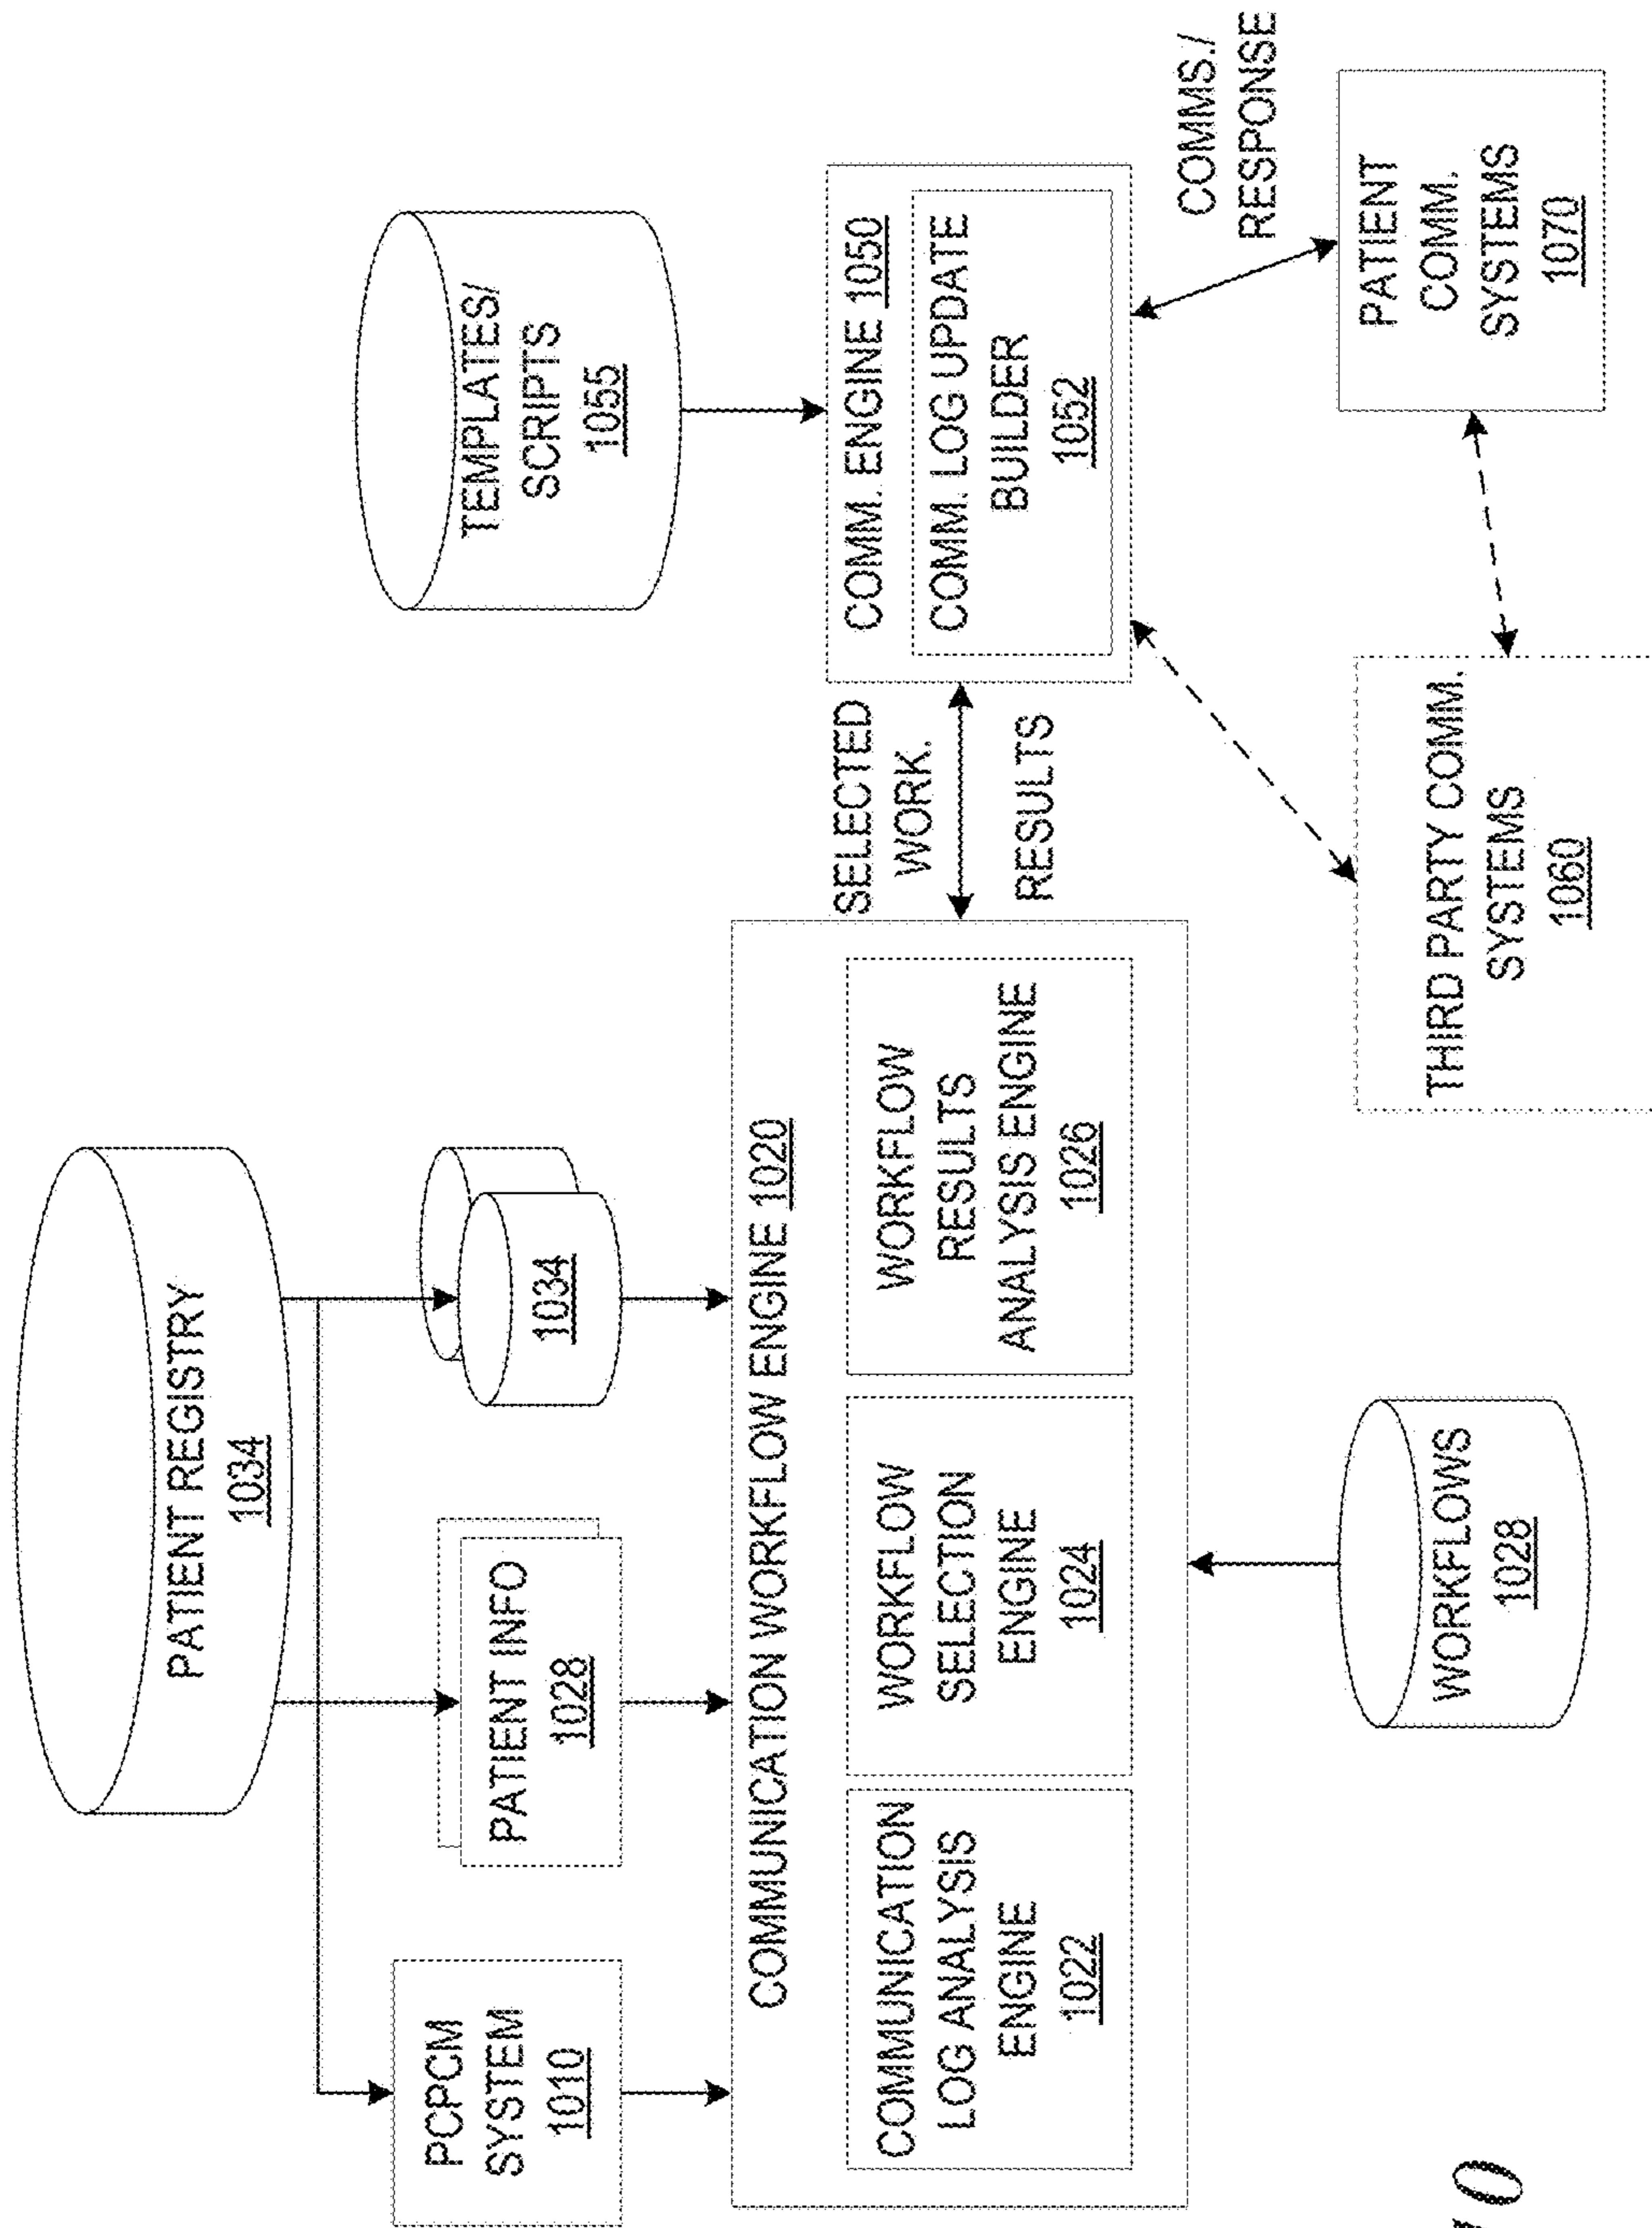 PATIENT REGISTRY
1034
PCPCM
SYSTEM
1010
PATIENT INFO
1028
1034
COMMUNICATION WORKFLOW ENGINE 1020
COMMUNICATION
LOG ANALYSIS
ENGINE
1022
WORKFLOW
SELECTION
ENGINE
1024
WORKFLOW
RESULTS
ANALYSIS ENGINE
1026
WORKFLOWS
1028
SELECTED
WORK.
RESULTS
TEMPLATES/
SCRIPTS
1055
COMM. ENGINE 1050
COMM. LOG UPDATE
BUILDER
1052
COMMS./
RESPONSE
THIRD PARTY COMM.
SYSTEMS
1060
PATIENT
COMM.
SYSTEMS
1070